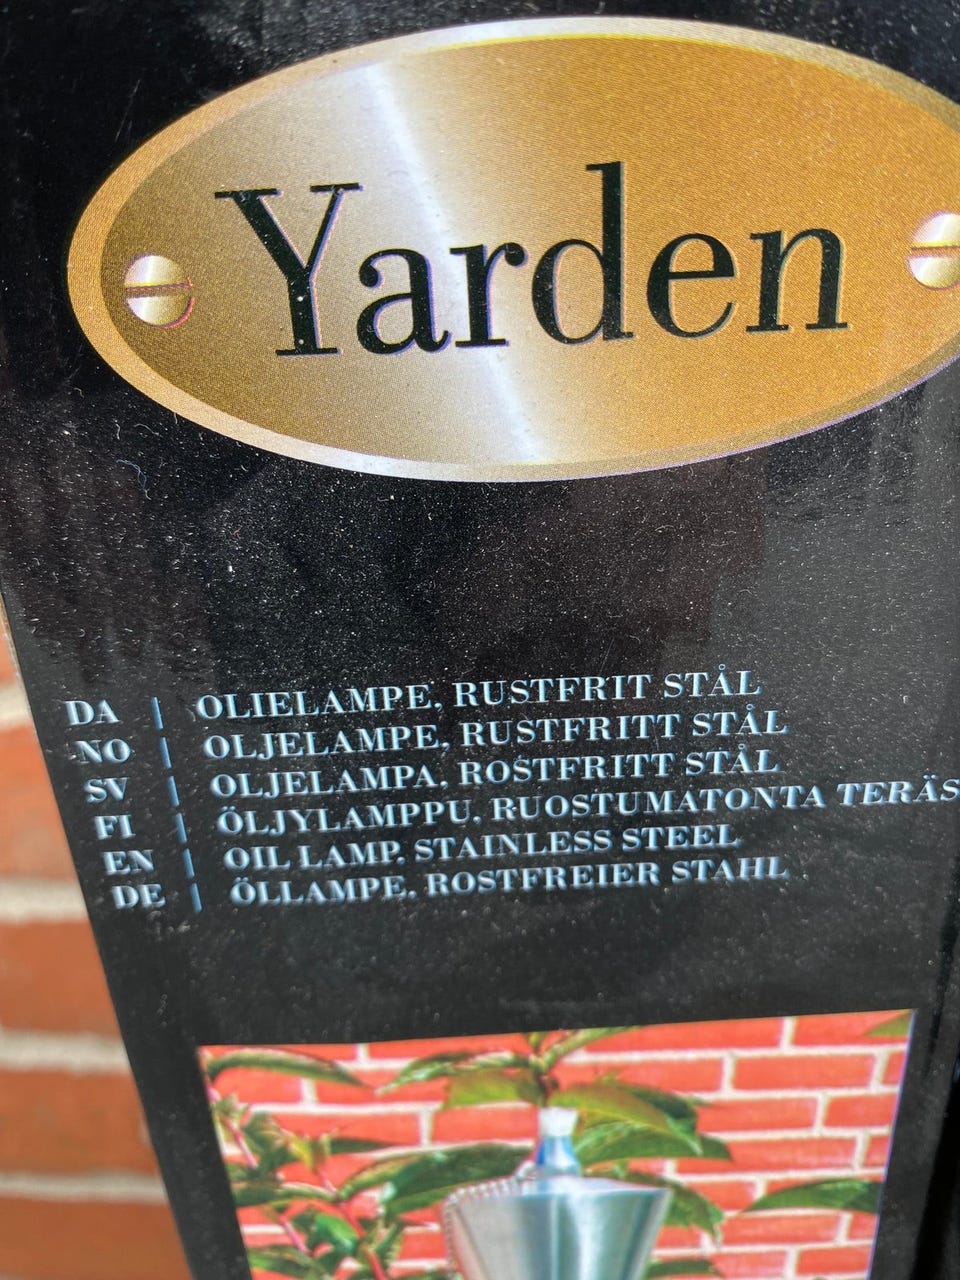 Yarden
DA | OLIELAMPE, RUSTFRIT STÅL
NO | OLJELAMPE, RUSTFRITT STÅL
SV | OLJELAMPA, ROSTFRITT STÅL
FI | ÖLJYLAMPPU, RUOSTUMATONTA TERÄS
EN | OIL LAMP, STAINLESS STEEL
DE | ÖLLAMPE, ROSTFREIER STAHL